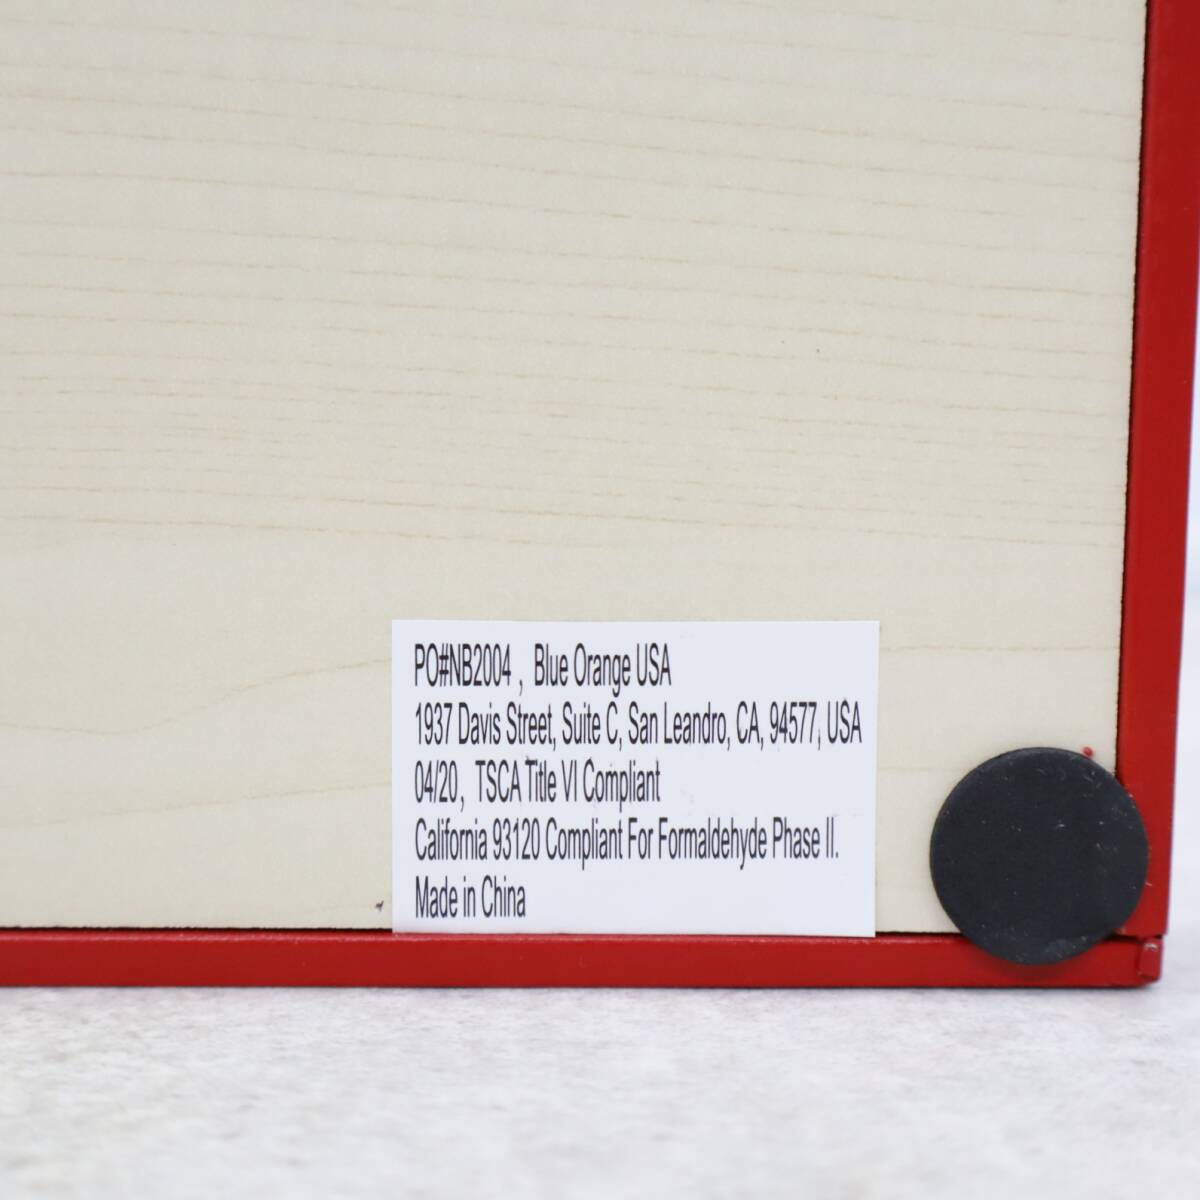 PO#NB2004 , Blue Orange USA
1937 Davis Street, Suite C, San Leandro, CA, 94577, USA
04/20, TSCA Title VI Compliant
California 93120 Compliant For Formaldehyde Phase II.
Made in China